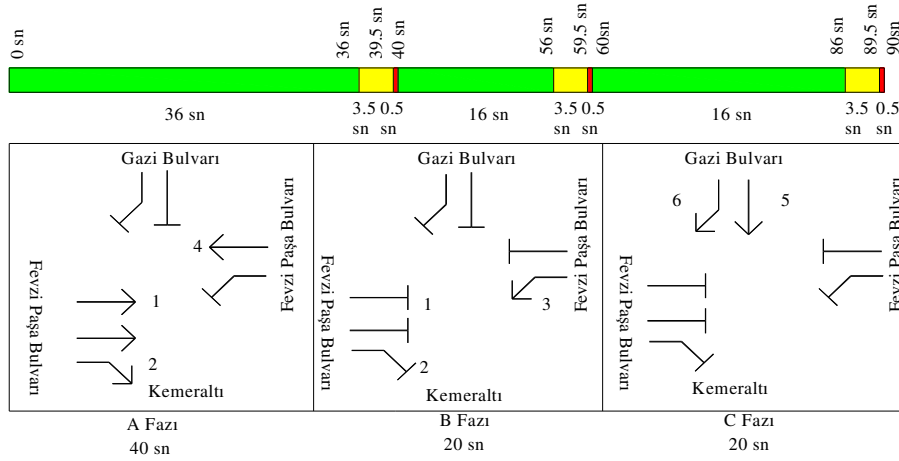 0 sn
36 sn
39.5 sn
40 sn
56 sn
59.5 sn
60sn
86 sn
89.5 sn
90sn
36 sn
3.5 sn
0.5 sn
16 sn
3.5 sn
0.5 sn
16 sn
3.5 sn
0.5 sn
Gazi Bulvarı
4
Fevzi Paşa Bulvarı
Fevzi Paşa Bulvarı
1
2
Kemeraltı
Gazi Bulvarı
Fevzi Paşa Bulvarı
Fevzi Paşa Bulvarı
1
3
2
Kemeraltı
Gazi Bulvarı
6
5
Fevzi Paşa Bulvarı
Fevzi Paşa Bulvarı
Kemeraltı
A Fazı
40 sn
B Fazı
20 sn
C Fazı
20 sn